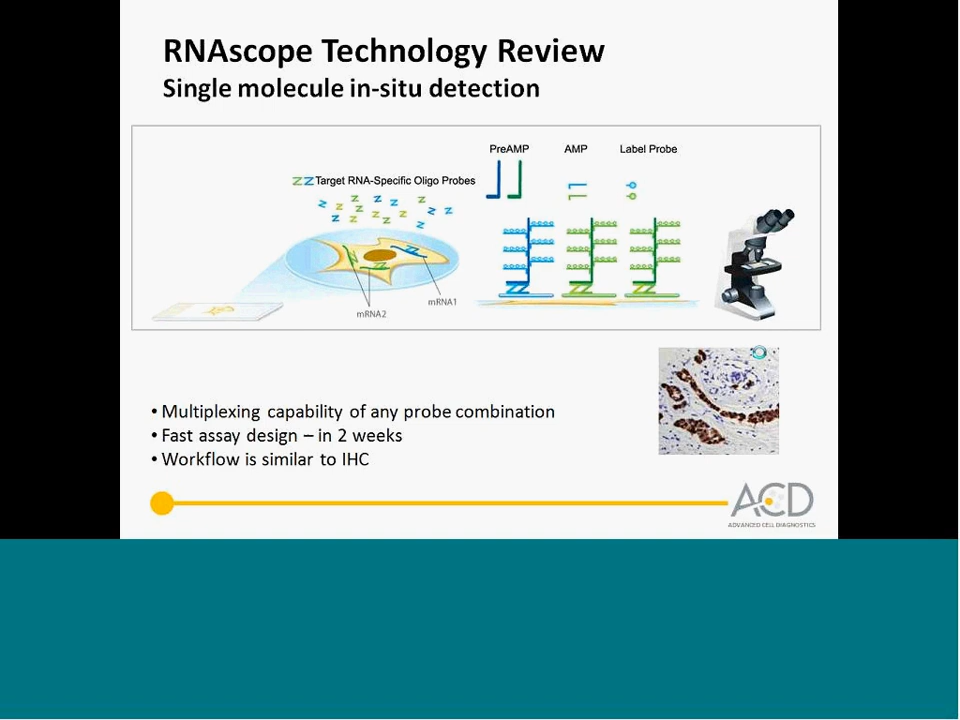 RNAscope Technology Review
Single molecule in-situ detection
PreAMP AMP Label Probe
ZZ Target RNA-Specific Oligo Probes
mRNA1
mRNA2
• Multiplexing capability of any probe combination
• Fast assay design – in 2 weeks
• Workflow is similar to IHC
ACD
ADVANCED CELL DIAGNOSTICS